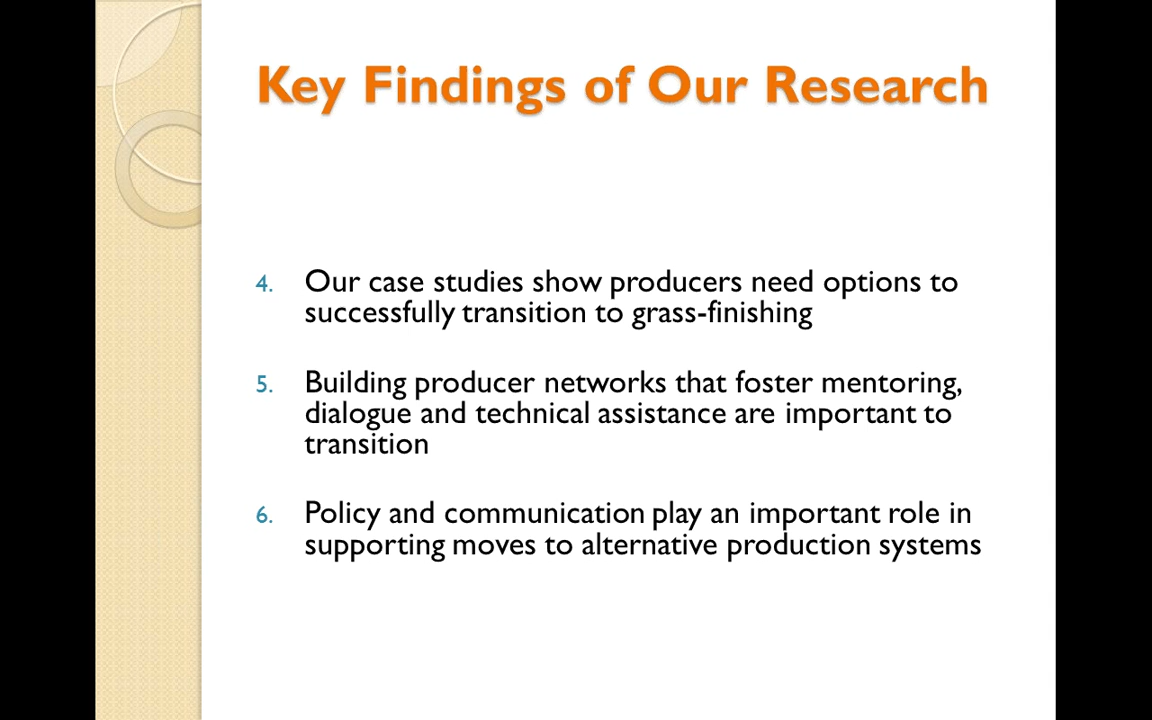 Key Findings of Our Research
4. Our case studies show producers need options to
successfully transition to grass-finishing
5. Building producer networks that foster mentoring,
dialogue and technical assistance are important to
transition
6. Policy and communication play an important role in
supporting moves to alternative production systems